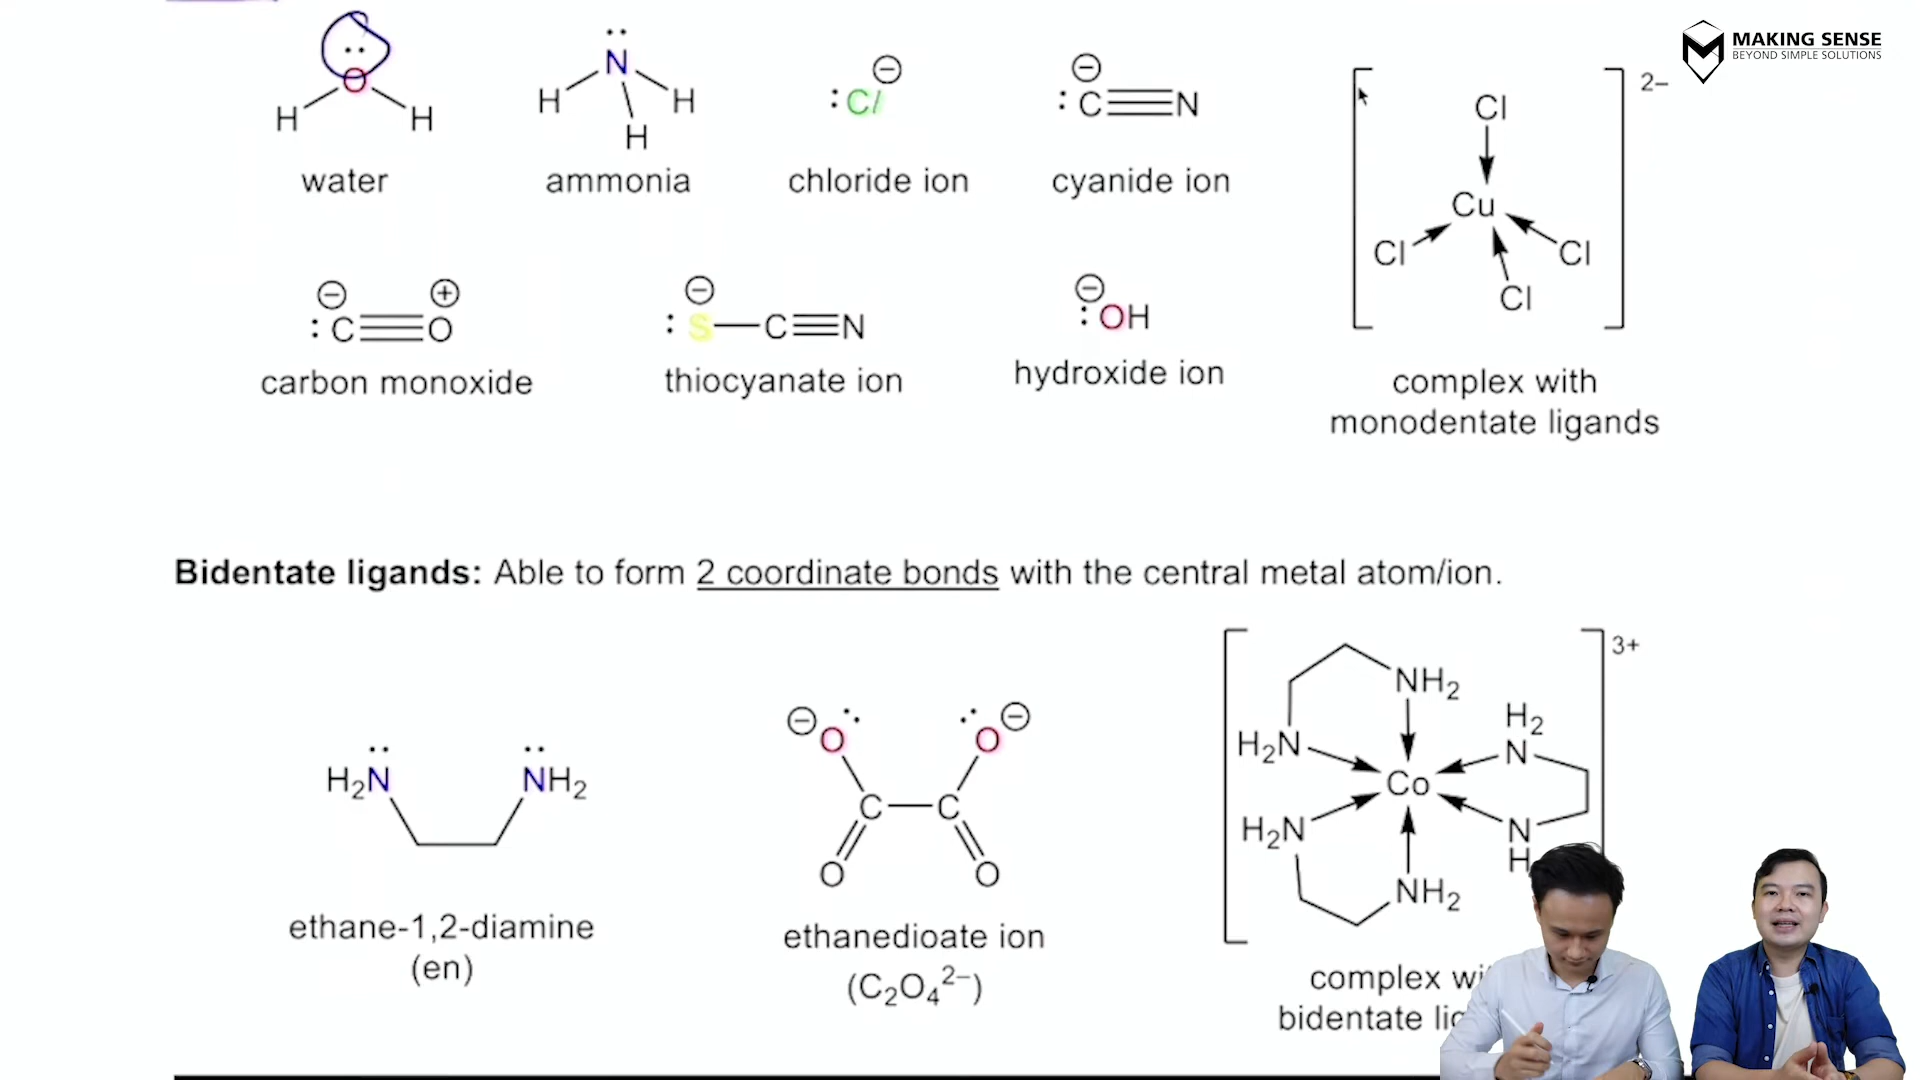 MAKING SENSE
BEYOND SIMPLE SOLUTIONS
O
H H
water
N
H H
H
ammonia
:Cl⊖
chloride ion
⊖
:C≡N
cyanide ion
2–
Cl
Cu
Cl Cl
Cl
complex with
monodentate ligands
⊖ ⊕
:C≡O
carbon monoxide
⊖
:S—C≡N
thiocyanate ion
⊖
:OH
hydroxide ion
Bidentate ligands: Able to form 2 coordinate bonds with the central metal atom/ion.
H₂N NH₂
ethane-1,2-diamine
(en)
⊖O O⊖
C—C
O O
ethanedioate ion
(C₂O₄²⁻)
3+
NH₂
H₂
H₂N N
Co
H₂N N
H
NH₂
complex
bidentate